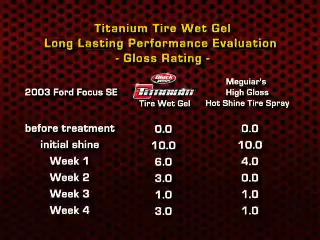 Titanium Tire Wet Gel
Long Lasting Performance Evaluation
- Gloss Rating -
2003 Ford Focus SE
Black Magic
Titanium
Tire Wet Gel
Meguiar's
High Gloss
Hot Shine Tire Spray
before treatment 0.0 0.0
initial shine 10.0 10.0
Week 1 6.0 4.0
Week 2 3.0 0.0
Week 3 1.0 1.0
Week 4 3.0 1.0